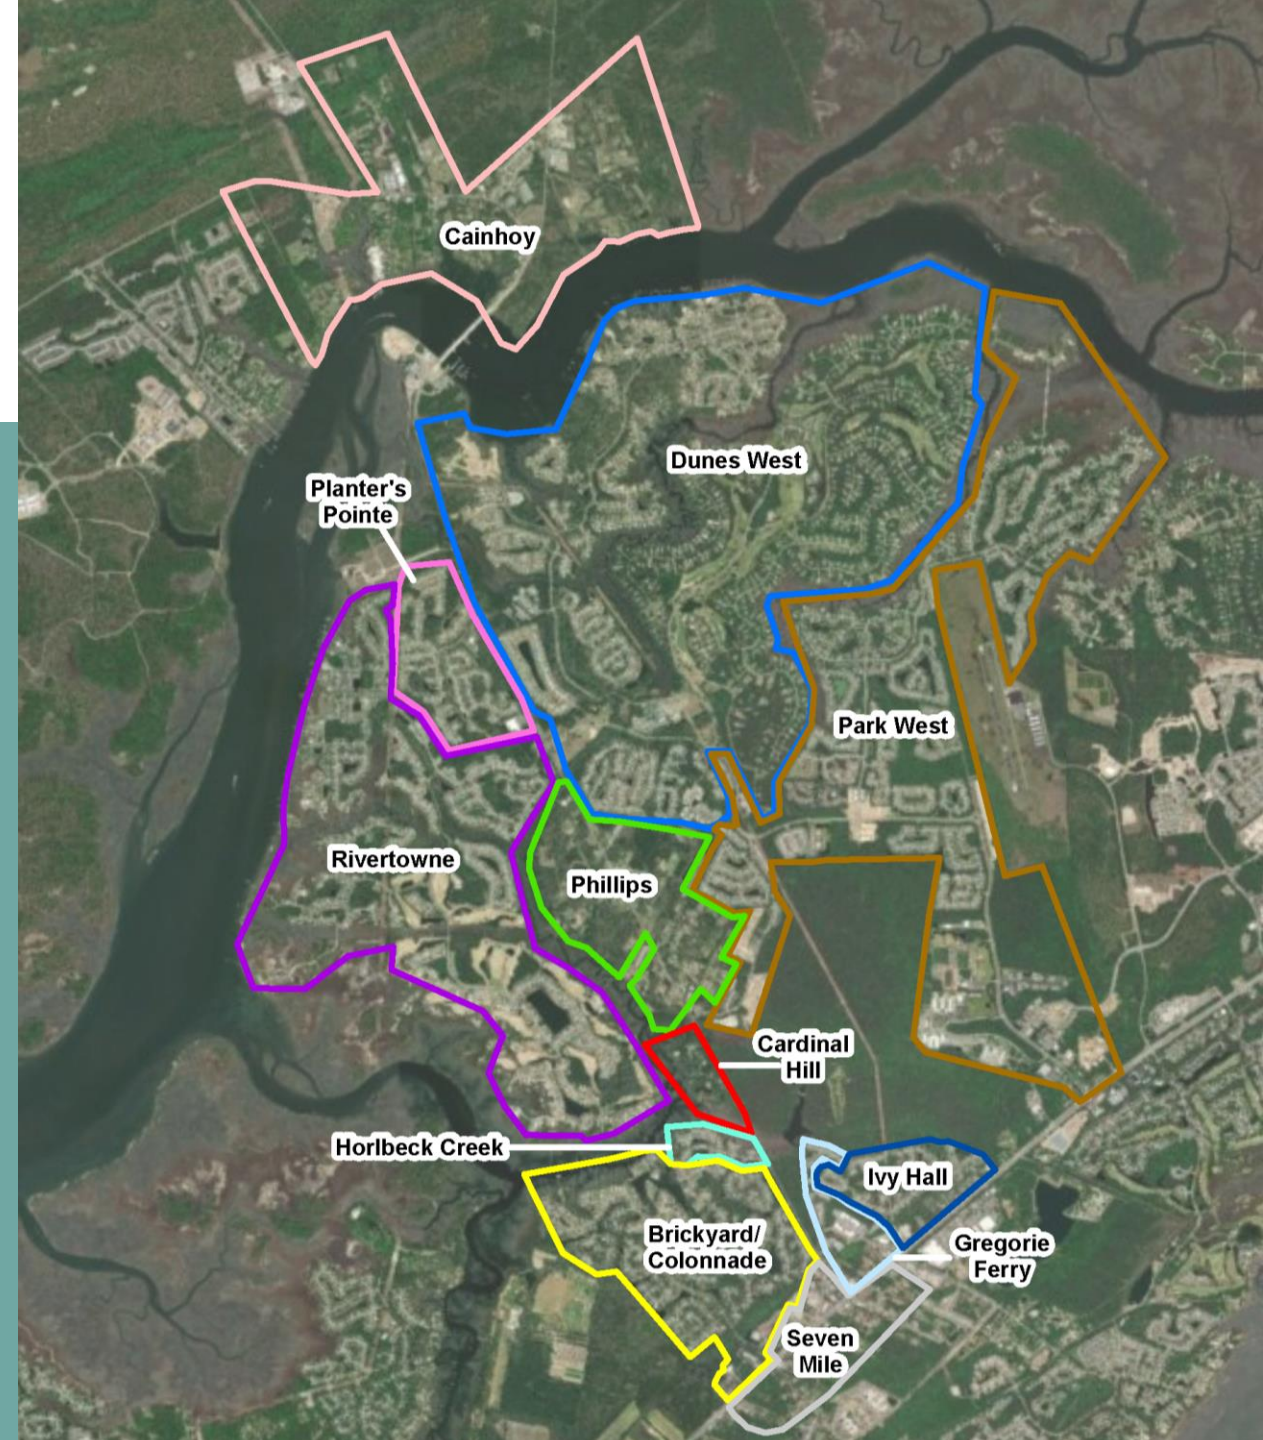 Cainhoy
Dunes West
Planter's
Pointe
Park West
Rivertowne
Phillips
Cardinal
Hill
Horlbeck Creek
Ivy Hall
Brickyard/
Colonnade
Gregorie
Ferry
Seven
Mile